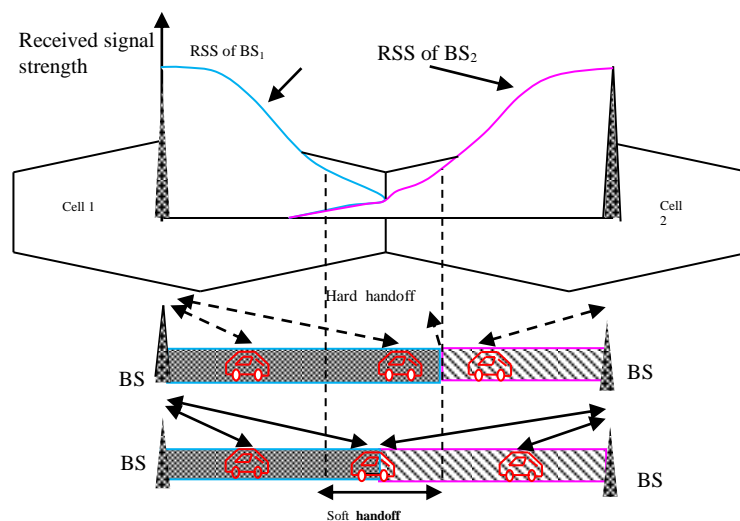 Received signal
strength
RSS of BS1
RSS of BS2
Cell 1
Cell
2
Hard handoff
BS
BS
BS
BS
Soft handoff